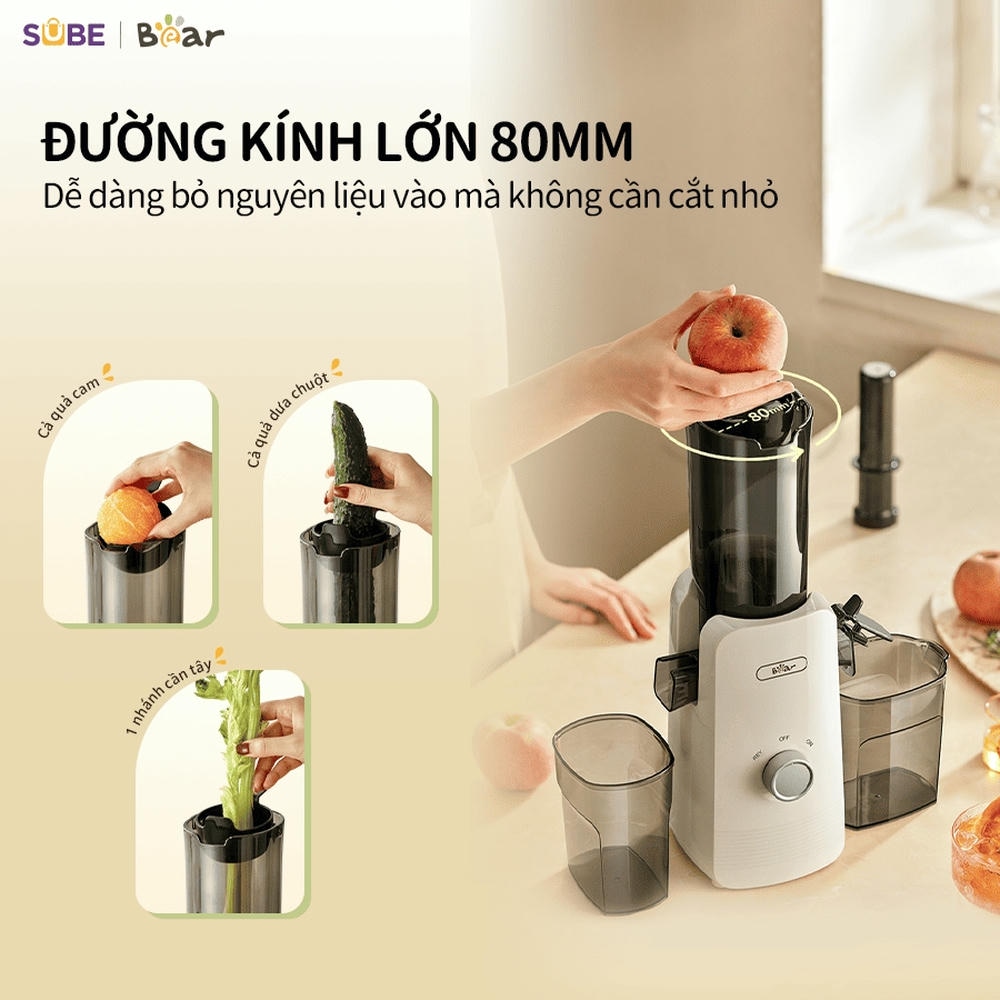 SUBE | Bear
ĐƯỜNG KÍNH LỚN 80MM
Dễ dàng bỏ nguyên liệu vào mà không cần cắt nhỏ
Cả quả cam
Cả quả dưa chuột
1 nhánh cần tây
80mm
Bear
REV OFF ON